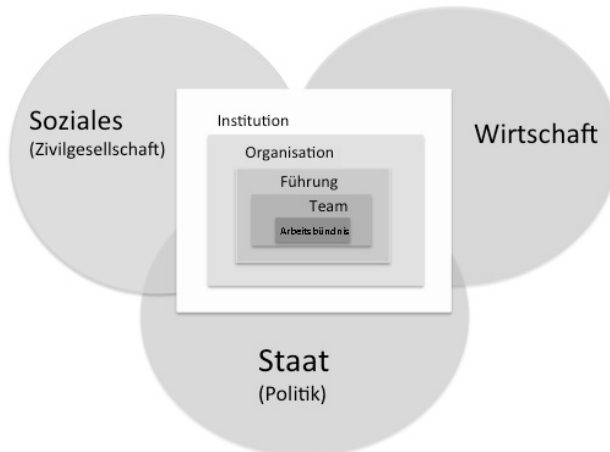 Soziales
(Zivilgesellschaft)
Institution
Organisation
Führung
Team
Arbeitsbündnis
Wirtschaft
Staat
(Politik)